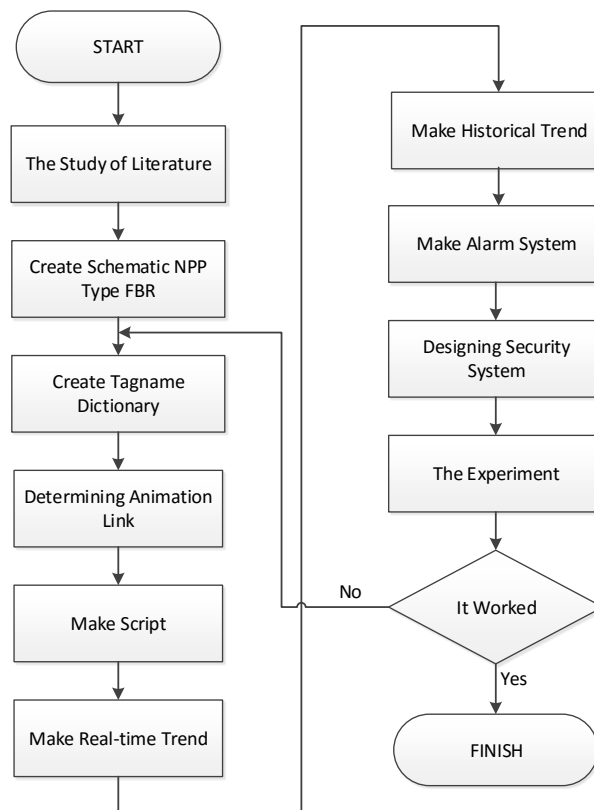 START
The Study of Literature
Create Schematic NPP
Type FBR
Create Tagname
Dictionary
Determining Animation
Link
Make Script
Make Real-time Trend
Make Historical Trend
Make Alarm System
Designing Security
System
The Experiment
It Worked
No
Yes
FINISH